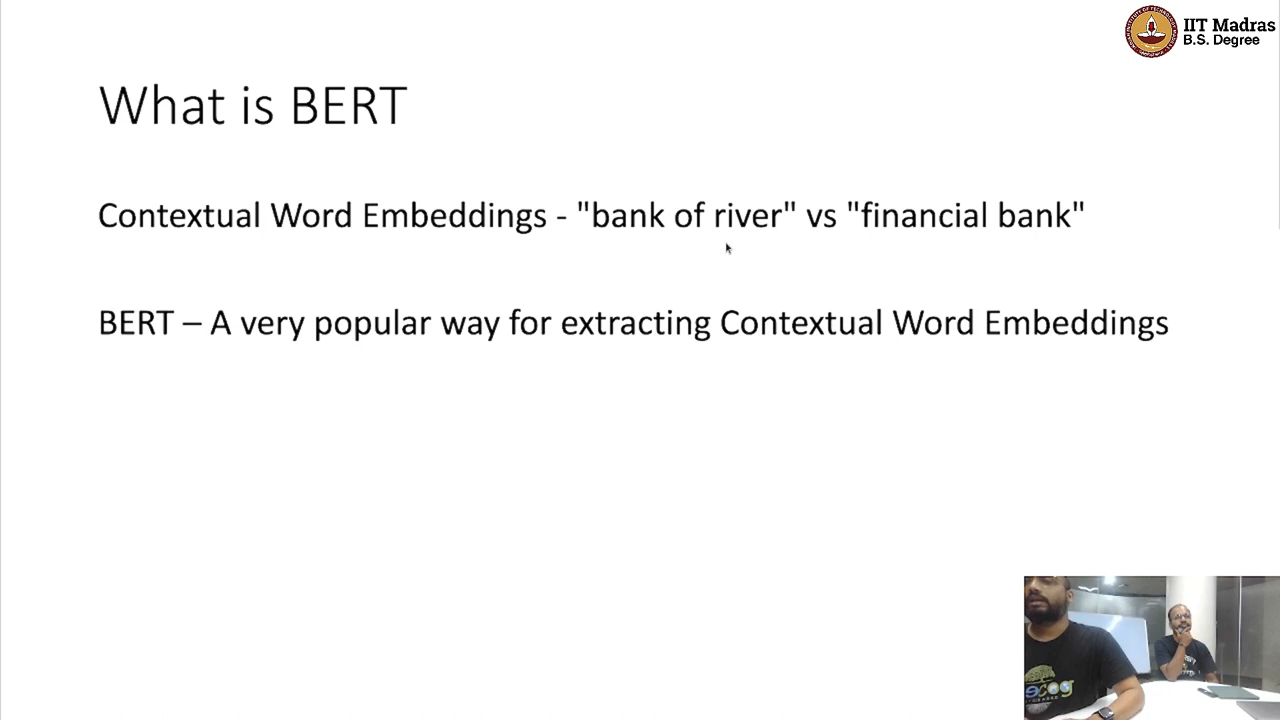 IIT Madras
B.S. Degree
What is BERT
Contextual Word Embeddings - "bank of river" vs "financial bank"
BERT – A very popular way for extracting Contextual Word Embeddings